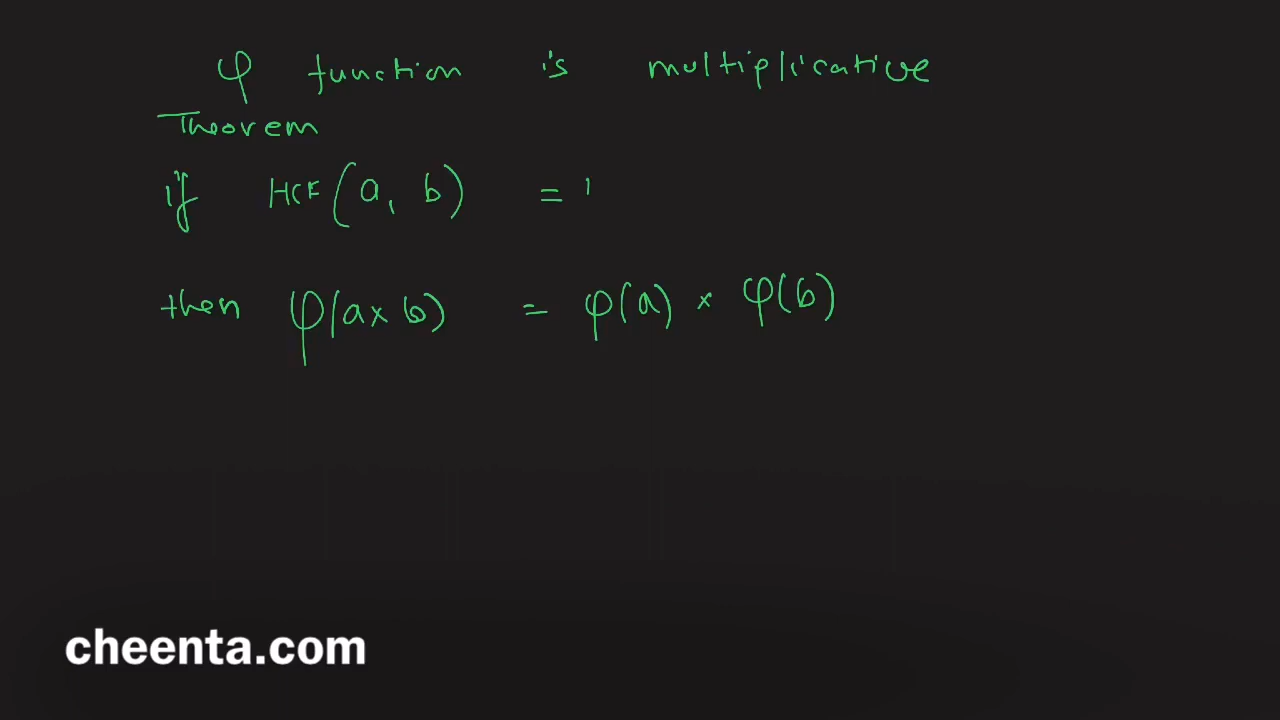 φ function is multiplicative
Theorem
if HCF(a, b) = 1
then φ(a × b) = φ(a) × φ(b)
cheenta.com